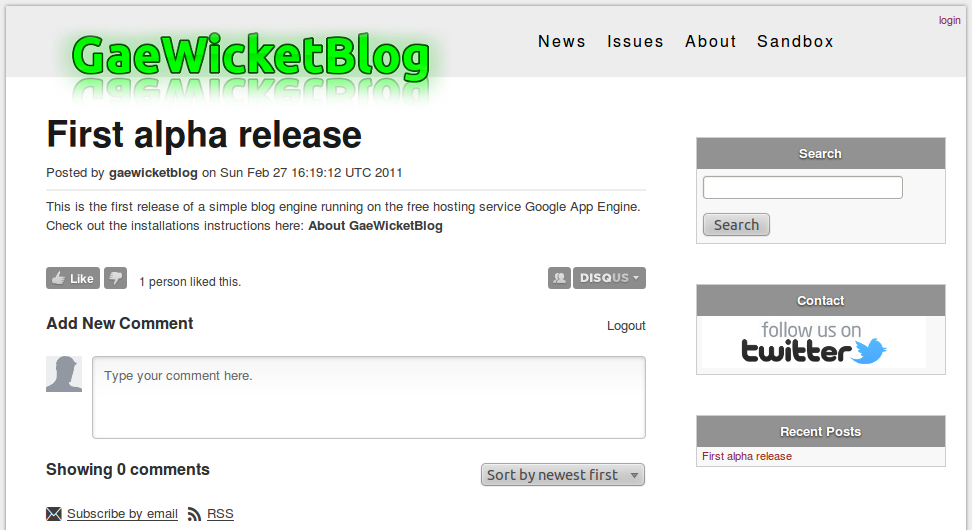 login
GaeWicketBlog
News Issues About Sandbox
First alpha release
Posted by gaewicketblog on Sun Feb 27 16:19:12 UTC 2011
This is the first release of a simple blog engine running on the free hosting service Google App Engine.
Check out the installations instructions here: About GaeWicketBlog
Like 1 person liked this. DISQUS
Add New Comment Logout
Type your comment here.
Showing 0 comments Sort by newest first
Subscribe by email RSS
Search
Search
Contact
follow us on
twitter
Recent Posts
First alpha release